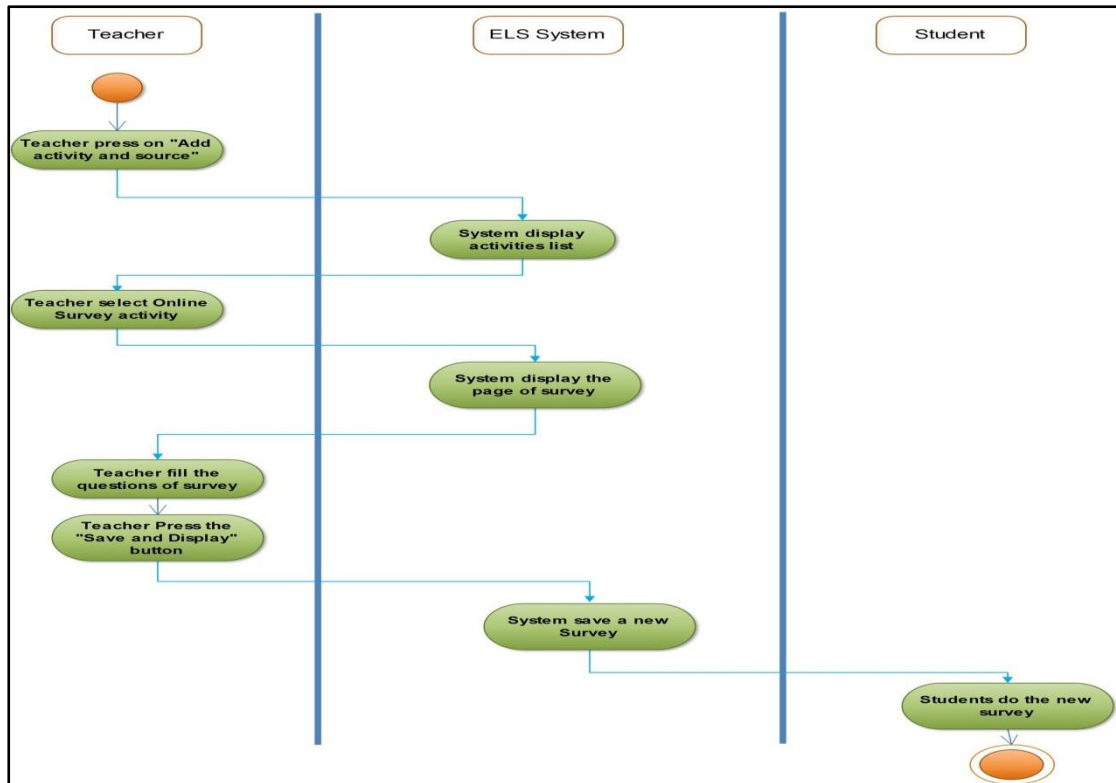 Teacher
ELS System
Student
Teacher press on "Add
activity and source"
System display
activities list
Teacher select Online
Survey activity
System display the
page of survey
Teacher fill the
questions of survey
Teacher Press the
"Save and Display"
button
System save a new
Survey
Students do the new
survey